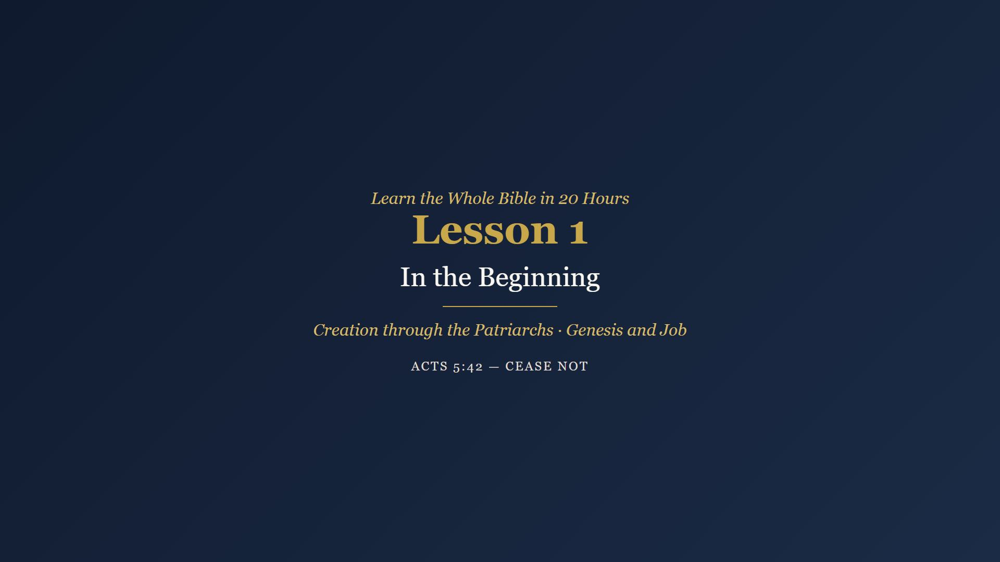 Learn the Whole Bible in 20 Hours
Lesson 1
In the Beginning
Creation through the Patriarchs · Genesis and Job
ACTS 5:42 — CEASE NOT